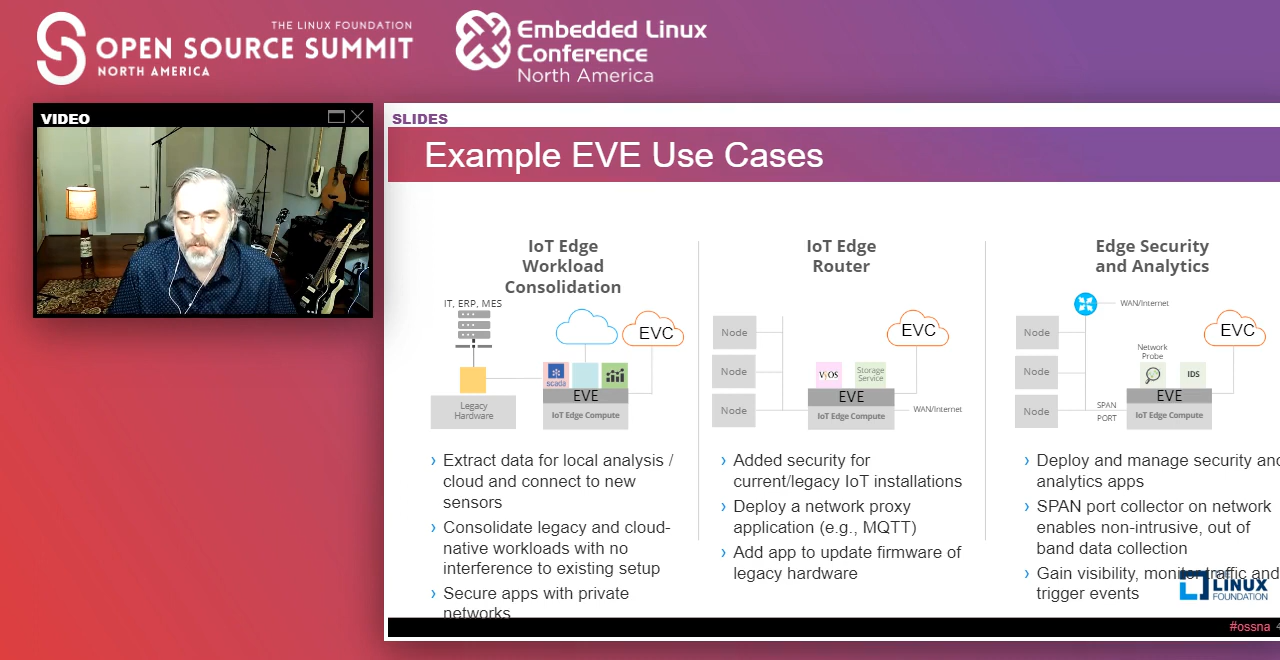 THE LINUX FOUNDATION
OPEN SOURCE SUMMIT
NORTH AMERICA
Embedded Linux
Conference
North America
VIDEO
SLIDES
Example EVE Use Cases
IoT Edge
Workload
Consolidation
IT, ERP, MES
EVC
scada
EVE
Legacy
Hardware
IoT Edge Compute
Extract data for local analysis /
cloud and connect to new
sensors
Consolidate legacy and cloud-
native workloads with no
interference to existing setup
Secure apps with private
networks
IoT Edge
Router
Node
Node
Node
EVC
VyOS
Storage
Service
EVE
IoT Edge Compute
WAN/Internet
Added security for
current/legacy IoT installations
Deploy a network proxy
application (e.g., MQTT)
Add app to update firmware of
legacy hardware
Edge Security
and Analytics
WAN/Internet
Node
Node
Node
EVC
Network
Probe
IDS
EVE
SPAN
PORT
IoT Edge Compute
Deploy and manage security and
analytics apps
SPAN port collector on network
enables non-intrusive, out of
band data collection
Gain visibility, monitor traffic and
trigger events
LINUX
FOUNDATION
#ossna